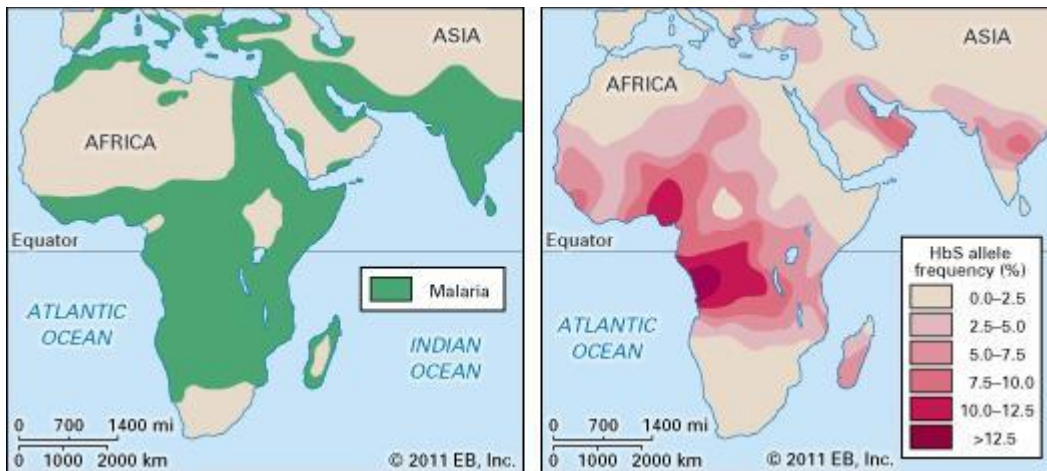 ASIA
AFRICA
Equator
Malaria
ATLANTIC
OCEAN
INDIAN
OCEAN
0 700 1400 mi
0 1000 2000 km
© 2011 EB, Inc.
ASIA
AFRICA
Equator
HbS allele
frequency (%)
0.0–2.5
2.5–5.0
5.0–7.5
7.5–10.0
10.0–12.5
>12.5
ATLANTIC
OCEAN
0 700 1400 mi
0 1000 2000 km
© 2011 EB, Inc.